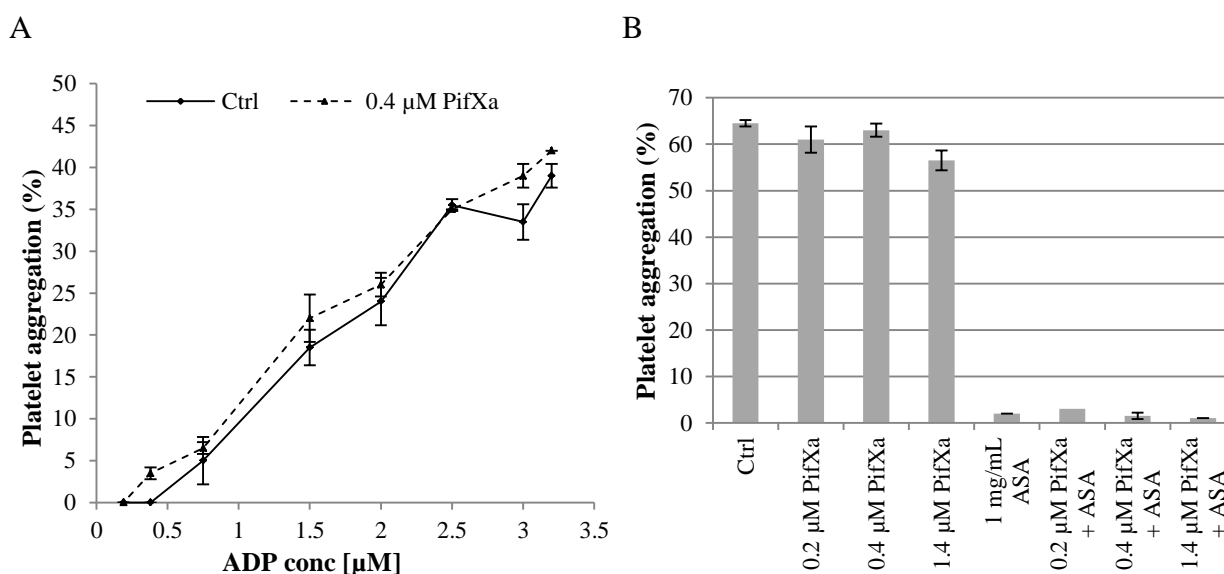 A
Platelet aggregation (%)
50
45
40
35
30
25
20
15
10
5
0
Ctrl
0.4 µM PifXa
0
0.5
1
1.5
2
2.5
3
3.5
ADP conc [µM]
B
Platelet aggregation (%)
70
60
50
40
30
20
10
0
Ctrl
0.2 µM PifXa
0.4 µM PifXa
1.4 µM PifXa
1 mg/mL
ASA
0.2 µM PifXa
+ ASA
0.4 µM PifXa
+ ASA
1.4 µM PifXa
+ ASA